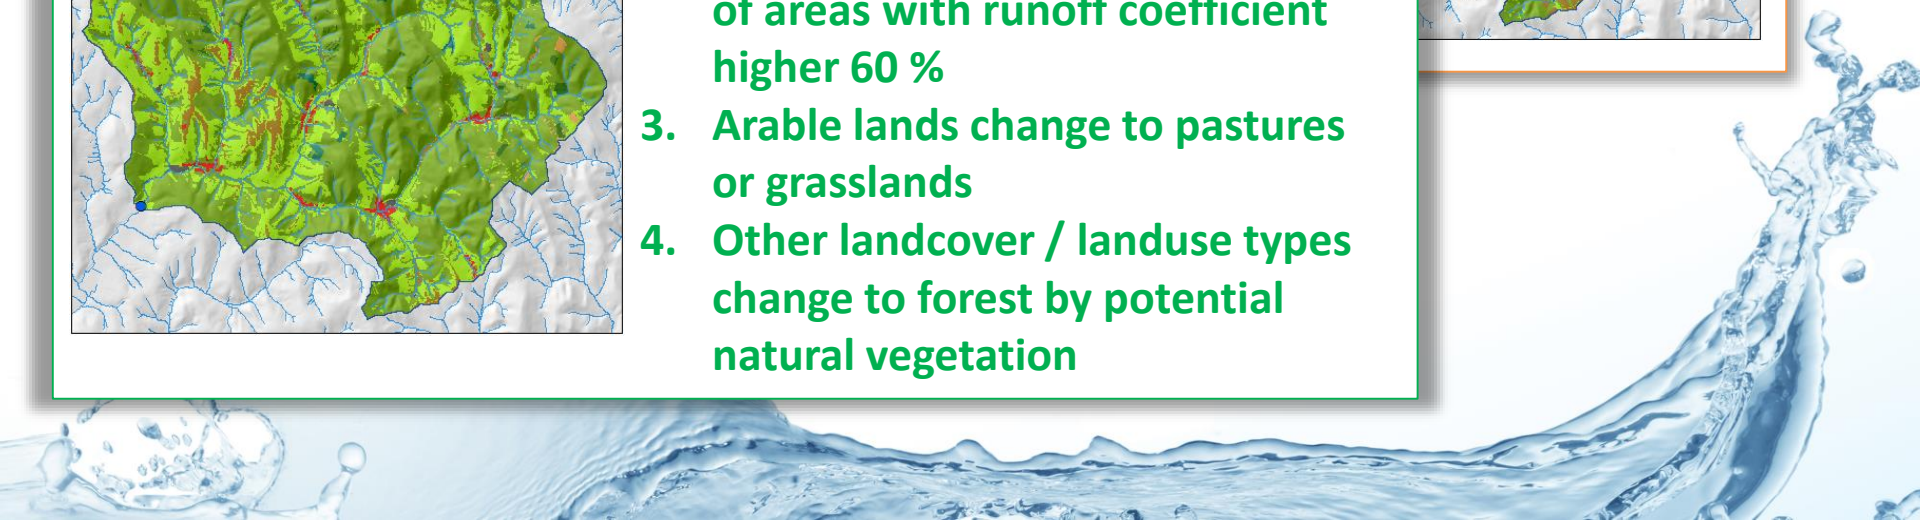 of areas with runoff coefficient
higher 60 %
3. Arable lands change to pastures
or grasslands
4. Other landcover / landuse types
change to forest by potential
natural vegetation